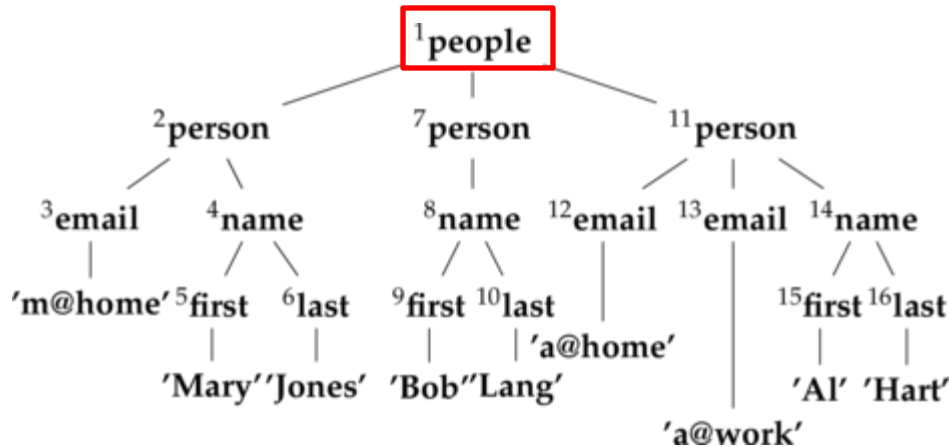 1people
2person 7person 11person
3email 4name 8name 12email 13email 14name
'm@home' 5first 6last 9first 10last 'a@home' 15first 16last
'Mary' 'Jones' 'Bob' 'Lang' 'Al' 'Hart'
'a@work'